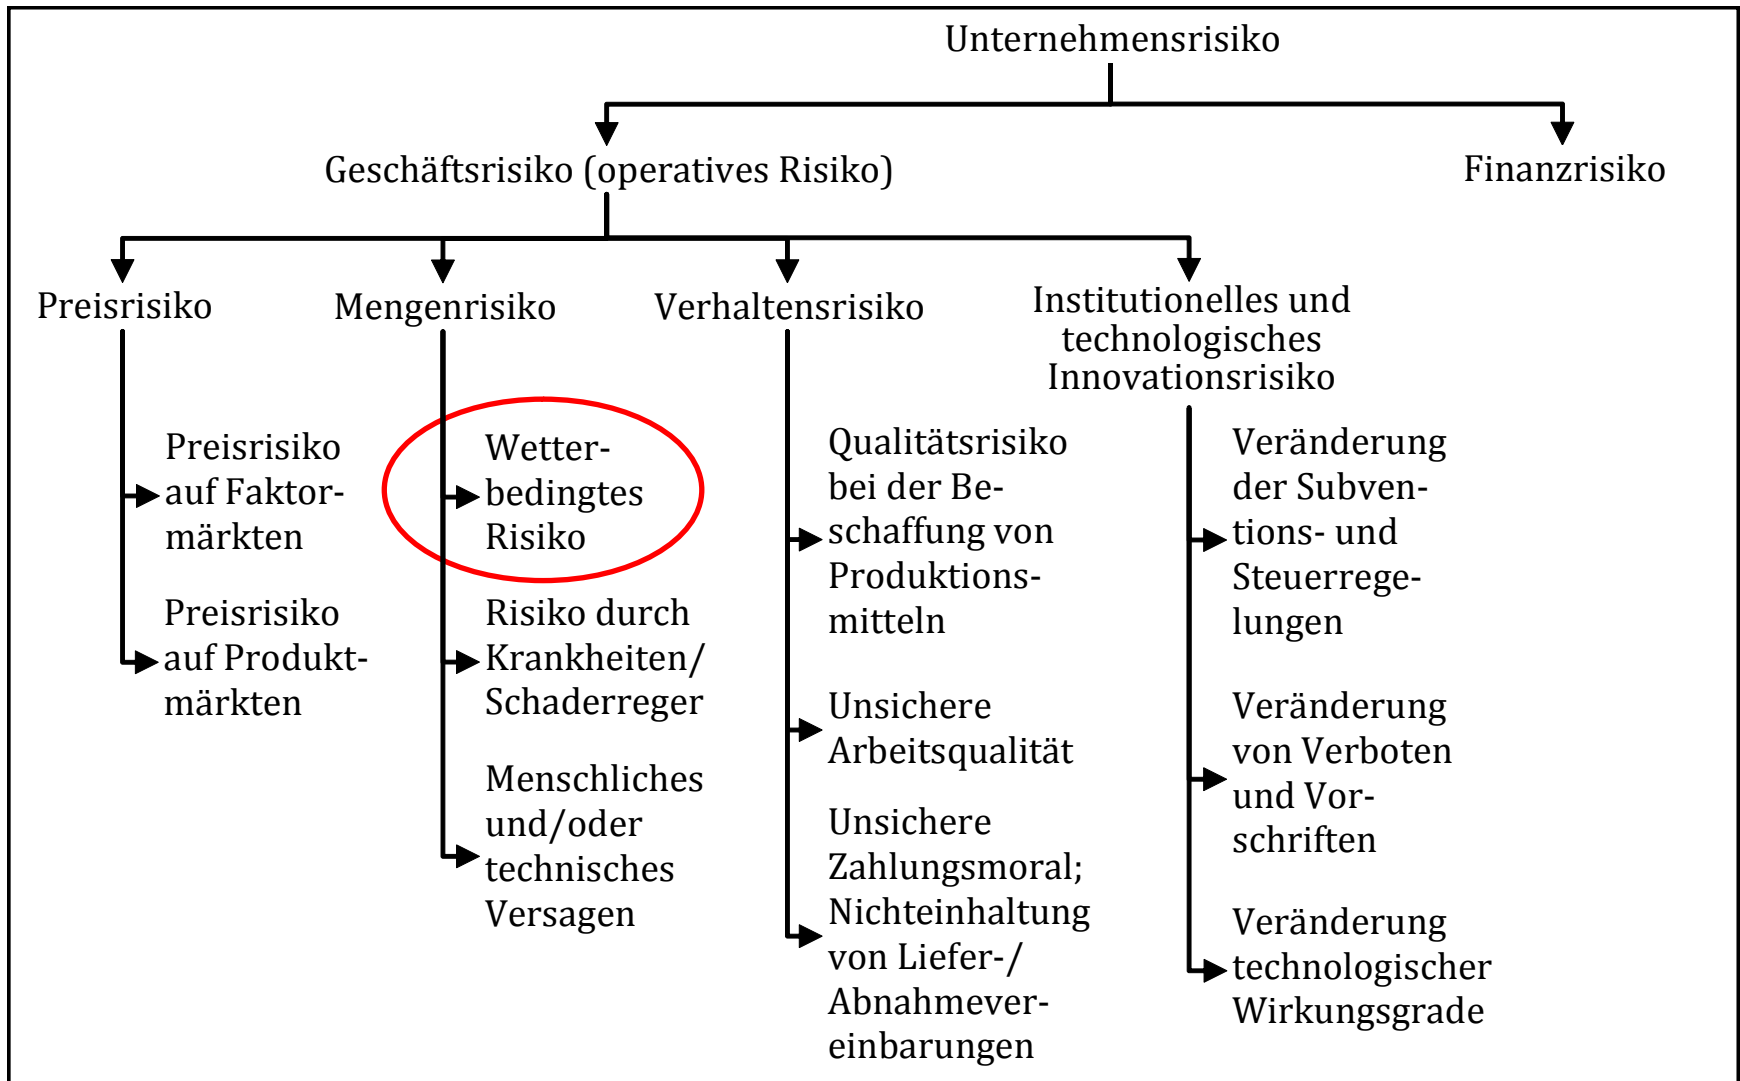 Unternehmensrisiko
Geschäftsrisiko (operatives Risiko)
Finanzrisiko
Preisrisiko
Mengenrisiko
Verhaltensrisiko
Institutionelles und
technologisches
Innovationsrisiko
Preisrisiko
auf Faktor-
märkten
Preisrisiko
auf Produkt-
märkten
Wetter-
bedingtes
Risiko
Risiko durch
Krankheiten/
Schaderreger
Menschliches
und/oder
technisches
Versagen
Qualitätsrisiko
bei der Be-
schaffung von
Produktions-
mitteln
Unsichere
Arbeitsqualität
Unsichere
Zahlungsmoral;
Nichteinhaltung
von Liefer-/
Abnahmever-
einbarungen
Veränderung
der Subven-
tions- und
Steuerrege-
lungen
Veränderung
von Verboten
und Vor-
schriften
Veränderung
technologischer
Wirkungsgrade